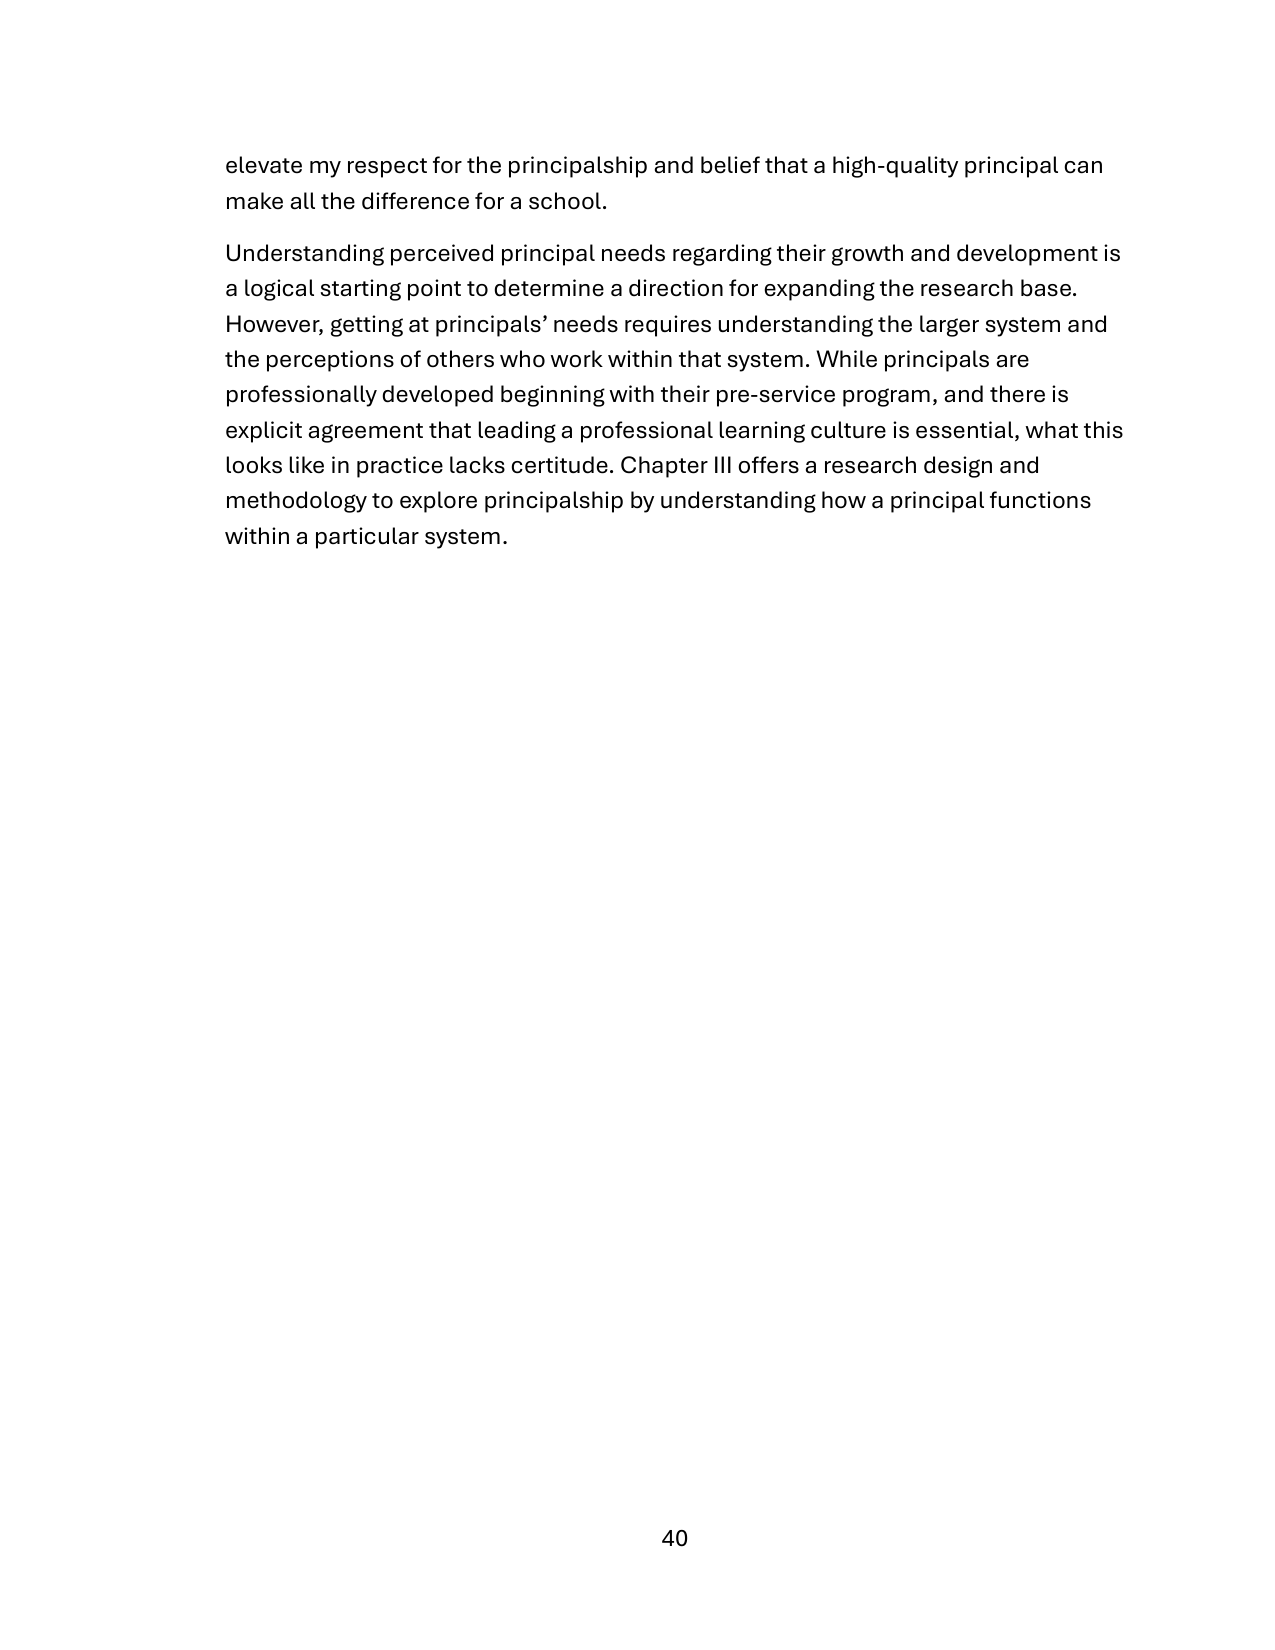 elevate my respect for the principalship and belief that a high-quality principal can
make all the difference for a school.
Understanding perceived principal needs regarding their growth and development is
a logical starting point to determine a direction for expanding the research base.
However, getting at principals’ needs requires understanding the larger system and
the perceptions of others who work within that system. While principals are
professionally developed beginning with their pre-service program, and there is
explicit agreement that leading a professional learning culture is essential, what this
looks like in practice lacks certitude. Chapter III offers a research design and
methodology to explore principalship by understanding how a principal functions
within a particular system.
40